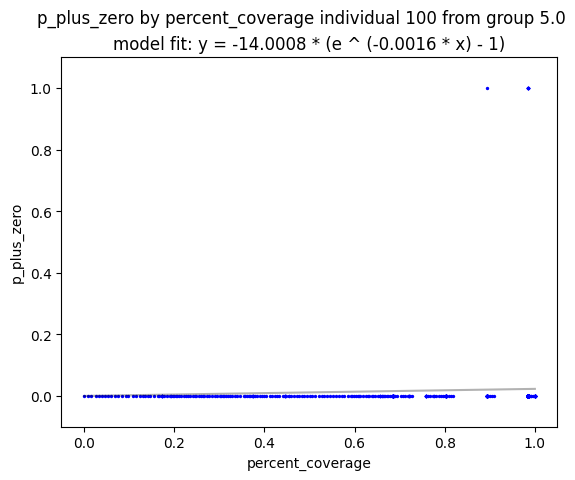 p_plus_zero by percent_coverage individual 100 from group 5.0
model fit: y = -14.0008 * (e ^ (-0.0016 * x) - 1)
1.0
0.8
0.6
0.4
0.2
0.0
p_plus_zero
0.0 0.2 0.4 0.6 0.8 1.0
percent_coverage